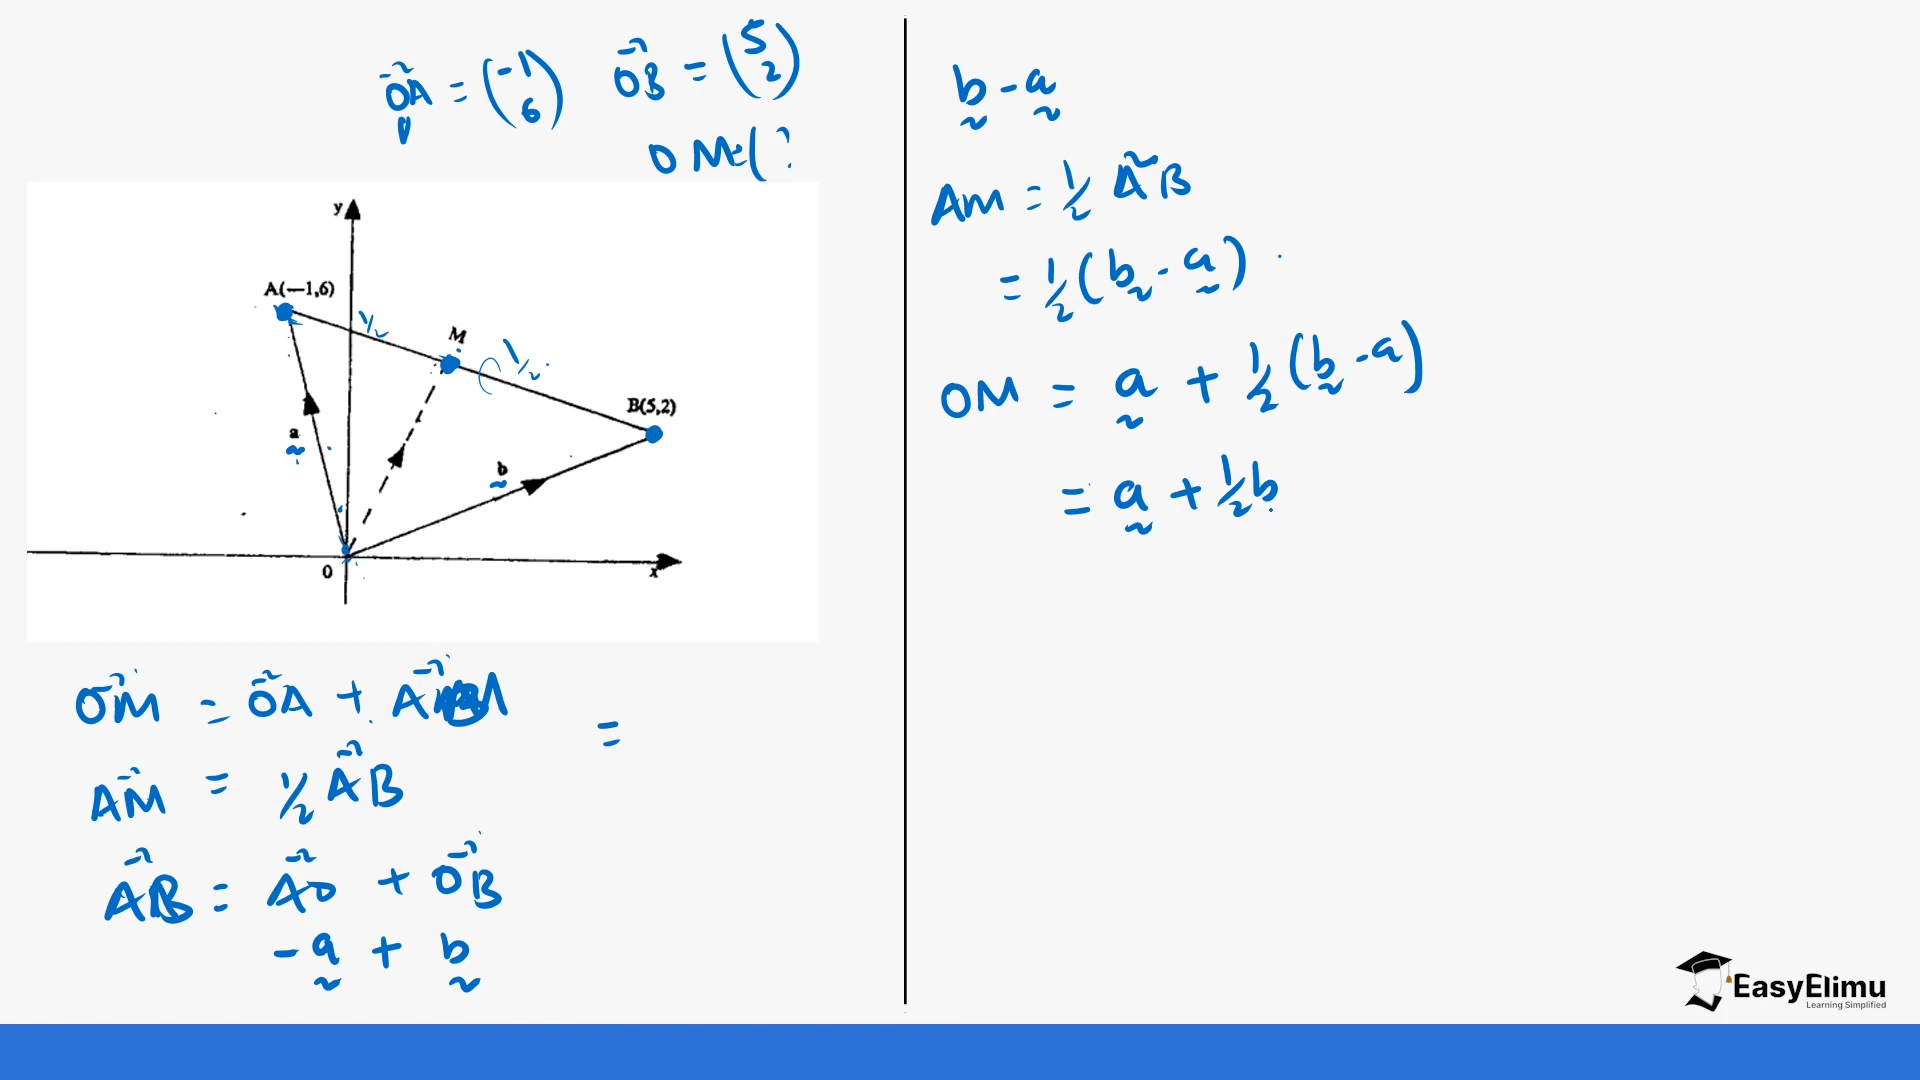 OA = (-1 6) OB = (5 2)
OM = ( ?
y
A(—1,6)
1/2
M
1/2
B(5,2)
a
b
0
x
OM = OA + AM =
AM = 1/2 AB
AB = AO + OB
-a + b
b - a
AM = 1/2 AB
= 1/2 (b - a)
OM = a + 1/2 (b - a)
= a + 1/2 b
EasyElimu
Learning Simplified